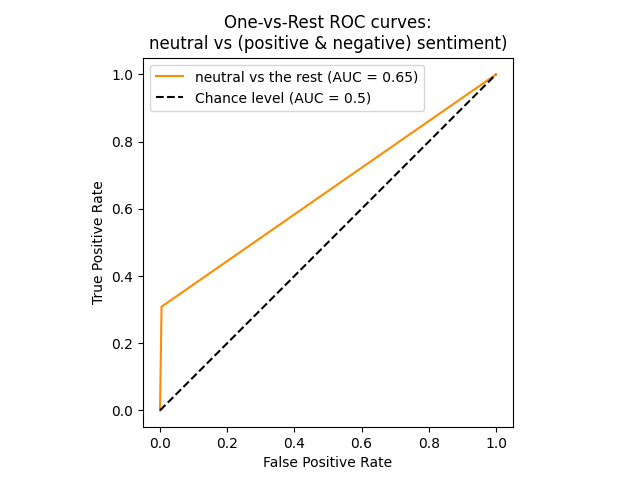 One-vs-Rest ROC curves:
neutral vs (positive & negative) sentiment)
neutral vs the rest (AUC = 0.65)
Chance level (AUC = 0.5)
True Positive Rate
1.0
0.8
0.6
0.4
0.2
0.0
0.0 0.2 0.4 0.6 0.8 1.0
False Positive Rate